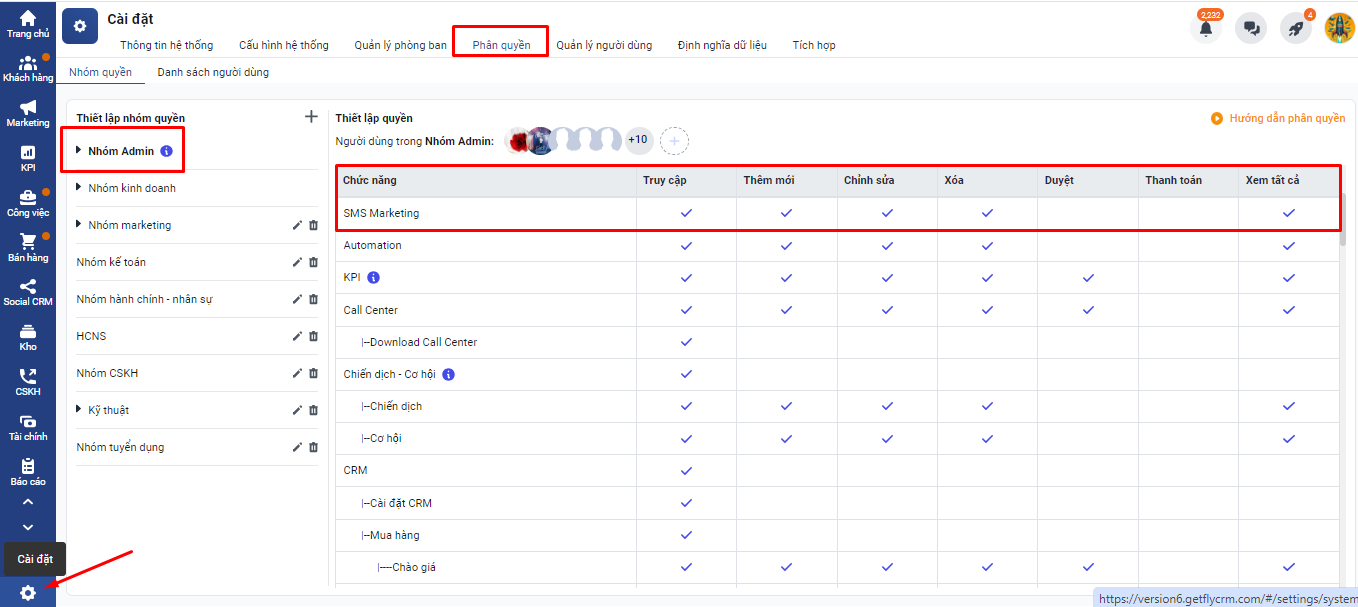 Cài đặt
2,232
4
Thông tin hệ thống Cấu hình hệ thống Quản lý phòng ban Phân quyền Quản lý người dùng Định nghĩa dữ liệu Tích hợp
Nhóm quyền Danh sách người dùng
Trang chủ
Khách hàng
Marketing
KPI
Công việc
Bán hàng
Social CRM
Kho
CSKH
Tài chính
Báo cáo
Cài đặt
Thiết lập nhóm quyền
Nhóm Admin
Nhóm kinh doanh
Nhóm marketing
Nhóm kế toán
Nhóm hành chính - nhân sự
HCNS
Nhóm CSKH
Kỹ thuật
Nhóm tuyển dụng
Thiết lập quyền
Hướng dẫn phân quyền
Người dùng trong Nhóm Admin: +10
Chức năng Truy cập Thêm mới Chỉnh sửa Xóa Duyệt Thanh toán Xem tất cả
SMS Marketing
Automation
KPI
Call Center
|--Download Call Center
Chiến dịch - Cơ hội
|--Chiến dịch
|--Cơ hội
CRM
|--Cài đặt CRM
|--Mua hàng
|----Chào giá
https://version6.getflycrm.com/#/settings/system